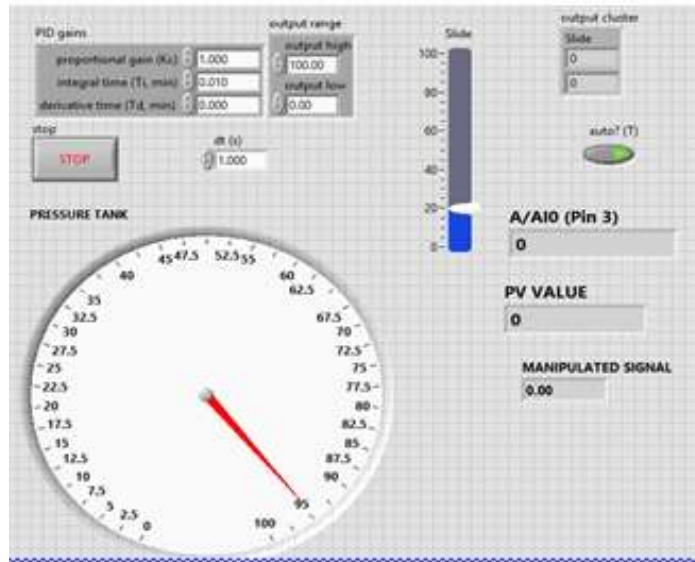 PID gains
proportional gain (Kc) 1.000
integral time (Ti, min) 0.010
derivative time (Td, min) 0.000
output range
output high
100.00
output low
0.00
Slide
100
80
60
40
20
0
output cluster
Slide
0
0
stop
STOP
dt (s)
1.000
auto? (T)
PRESSURE TANK
A/AI0 (Pin 3)
0
PV VALUE
0
MANIPULATED SIGNAL
0.00
0
2.5
5
7.5
10
12.5
15
17.5
20
22.5
25
27.5
30
32.5
35
40
45
47.5
52.5
55
60
62.5
67.5
70
72.5
75
77.5
80
82.5
85
87.5
90
95
100